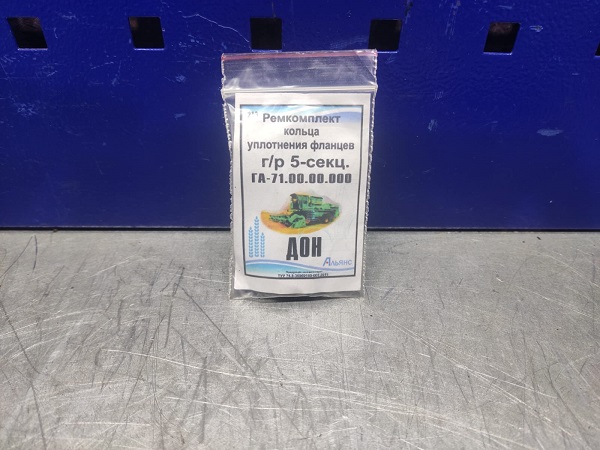 Ремкомплект
кольца
уплотнения фланцев
г/р 5-секц.
ГА-71.00.00.000
ДОН
Альянс